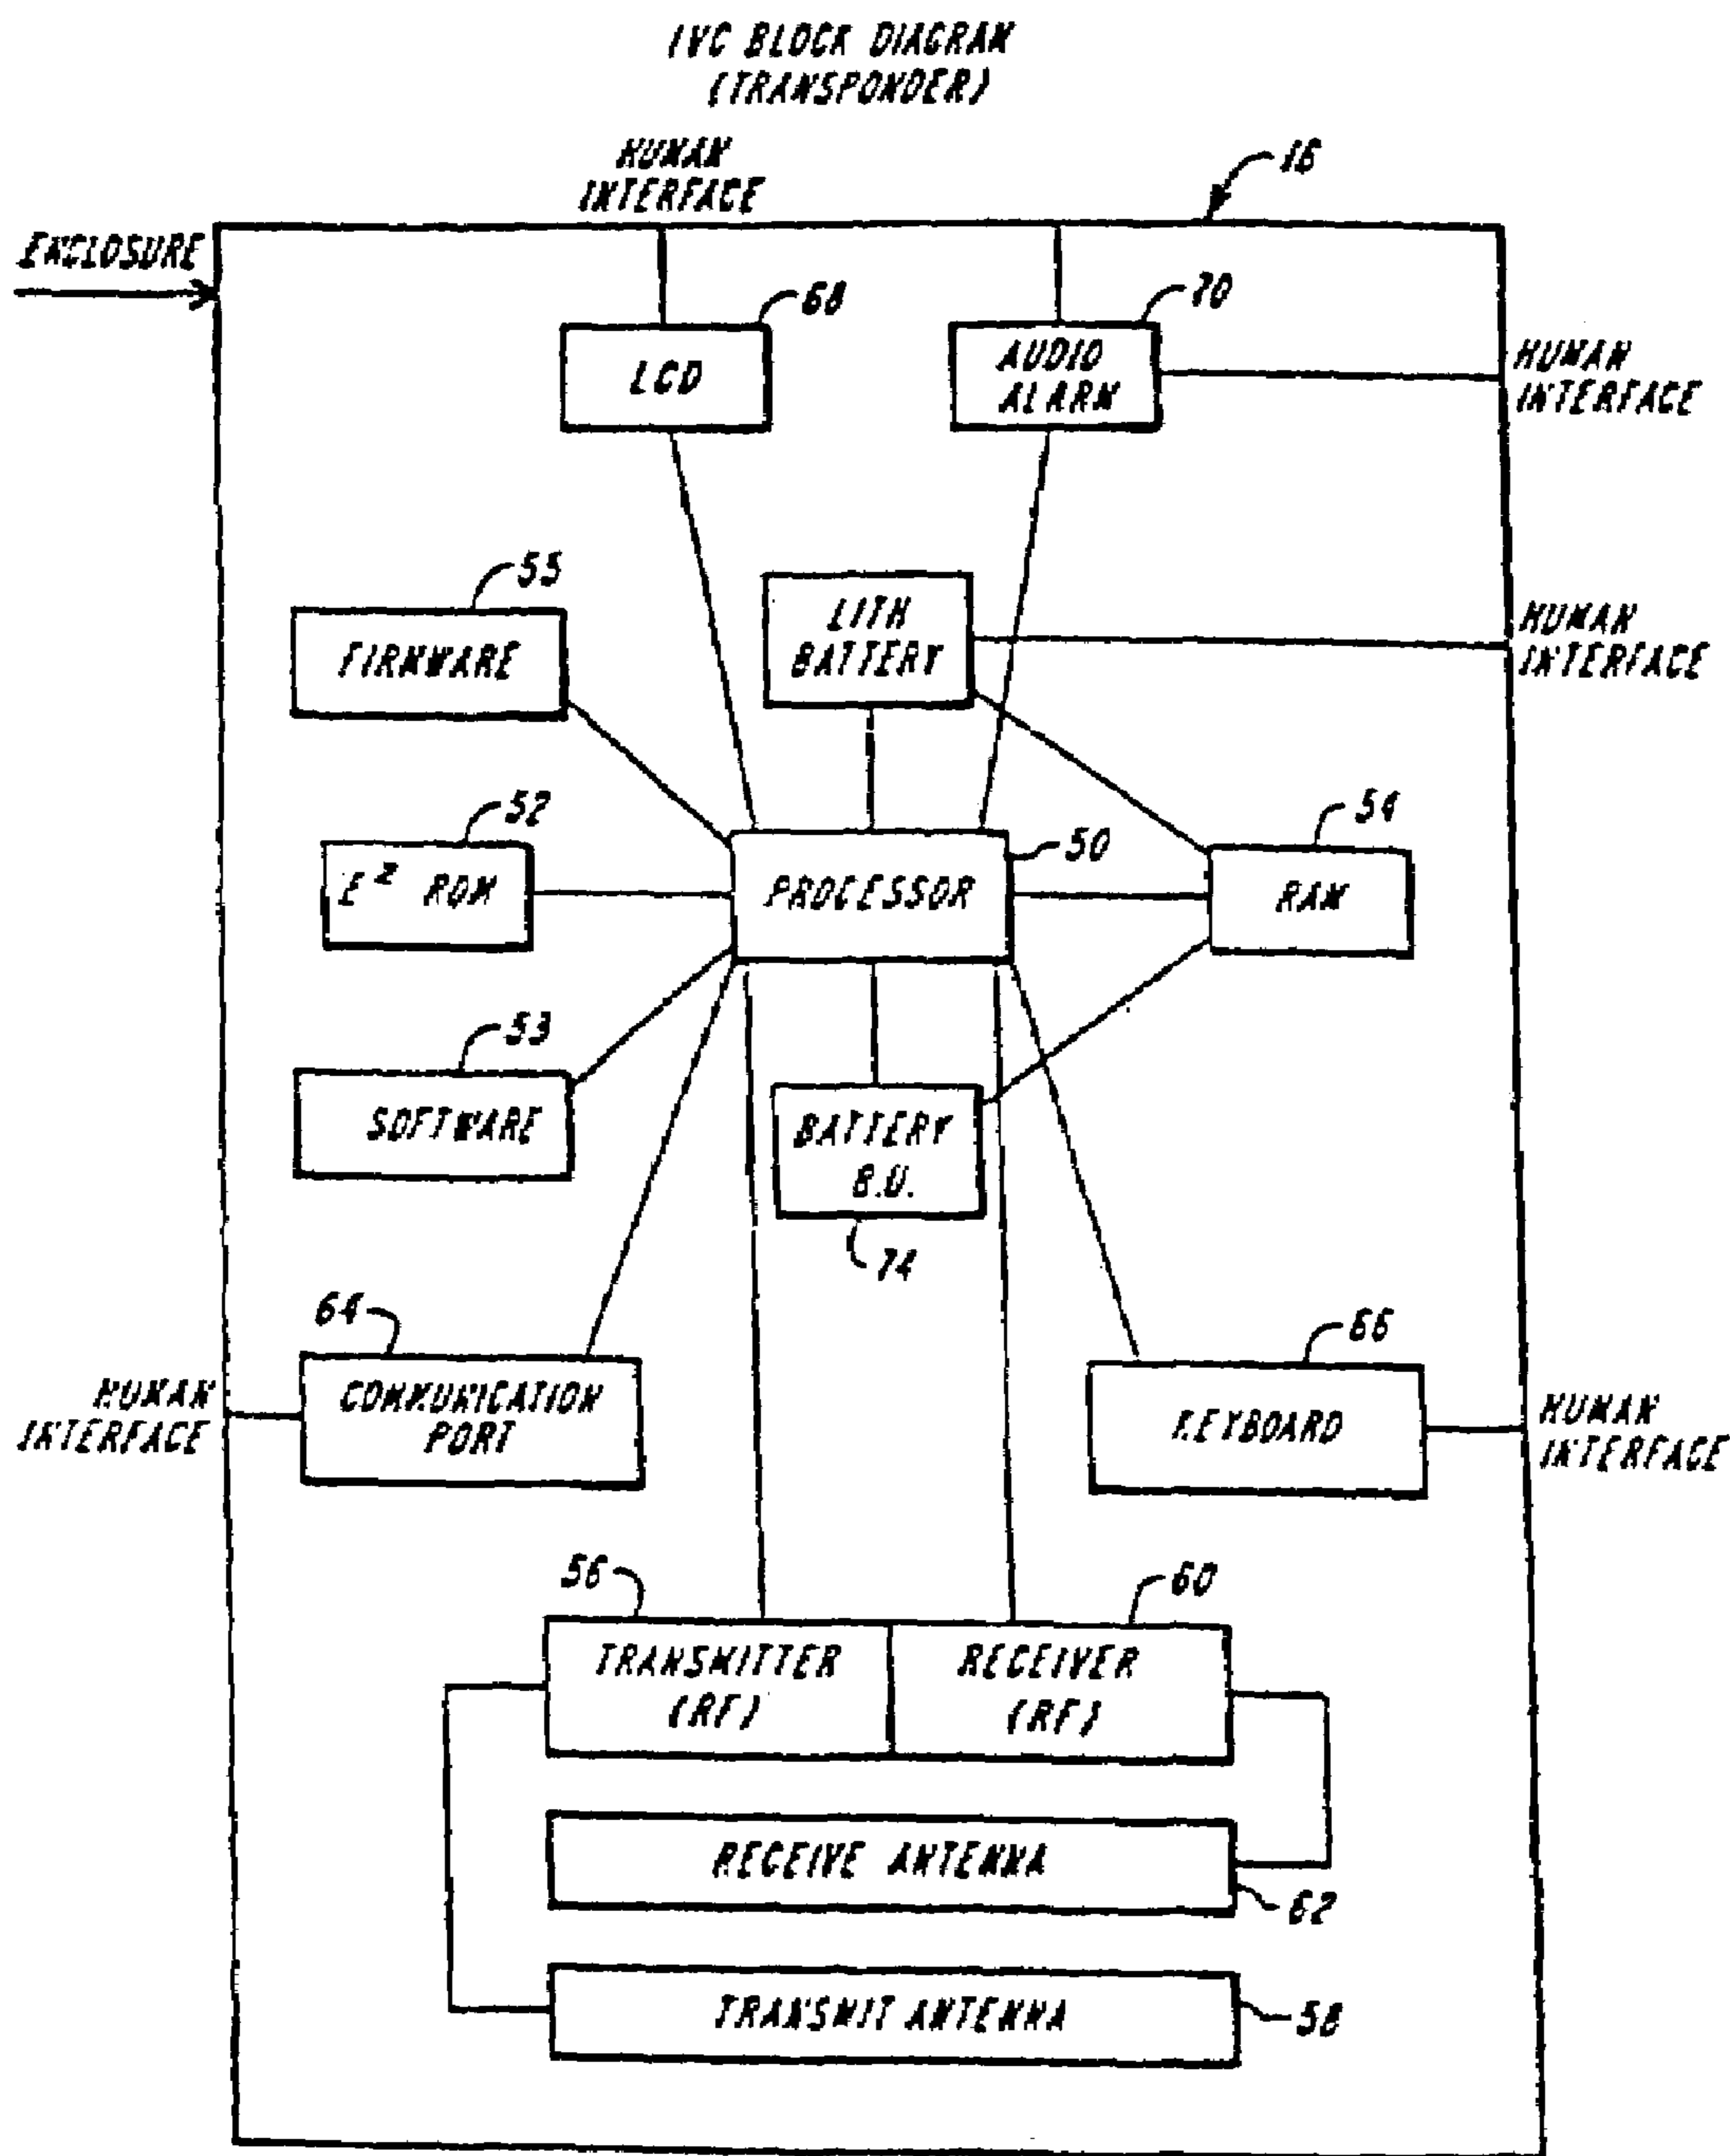 IVC BLOCK DIAGRAM
(TRANSPONDER)
HUMAN
INTERFACE
16
ENCLOSURE
68
70
LCD
AUDIO
ALARM
HUMAN
INTERFACE
55
FIRMWARE
LITH
BATTERY
HUMAN
INTERFACE
52
50
54
E² ROM
PROCESSOR
RAM
53
SOFTWARE
BATTERY
B.U.
74
64
66
HUMAN
INTERFACE
COMMUNICATION
PORT
KEYBOARD
HUMAN
INTERFACE
56
60
TRANSMITTER
(RF)
RECEIVER
(RF)
RECEIVE ANTENNA
62
TRANSMIT ANTENNA
58